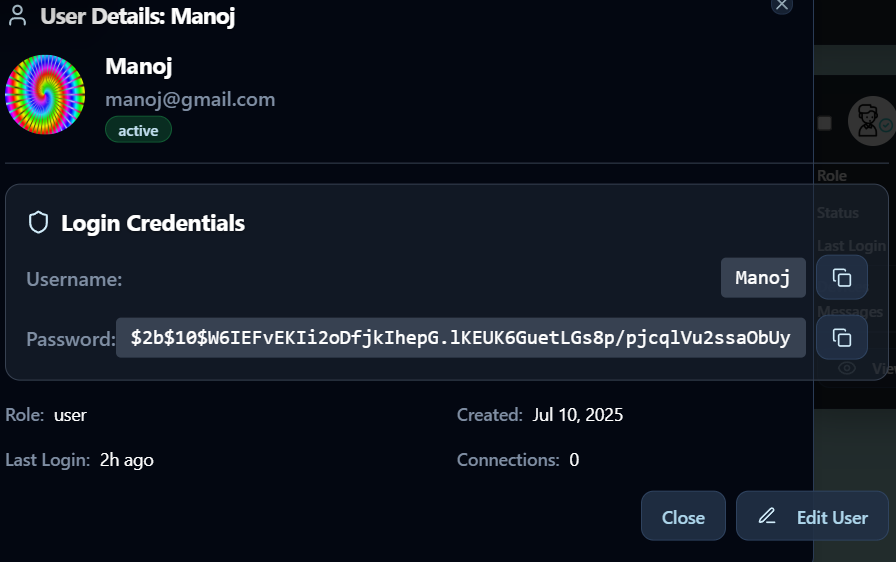 User Details: Manoj
Manoj
manoj@gmail.com
active
Role
Status
Last Login
Login Credentials
Username: Manoj
Messages
Password: $2b$10$W6IEFvEKIi2oDfjkIhepG.lKEUK6GuetLGs8p/pjcqlVu2ssaObUy
Role: user
Created: Jul 10, 2025
Last Login: 2h ago
Connections: 0
Close
Edit User